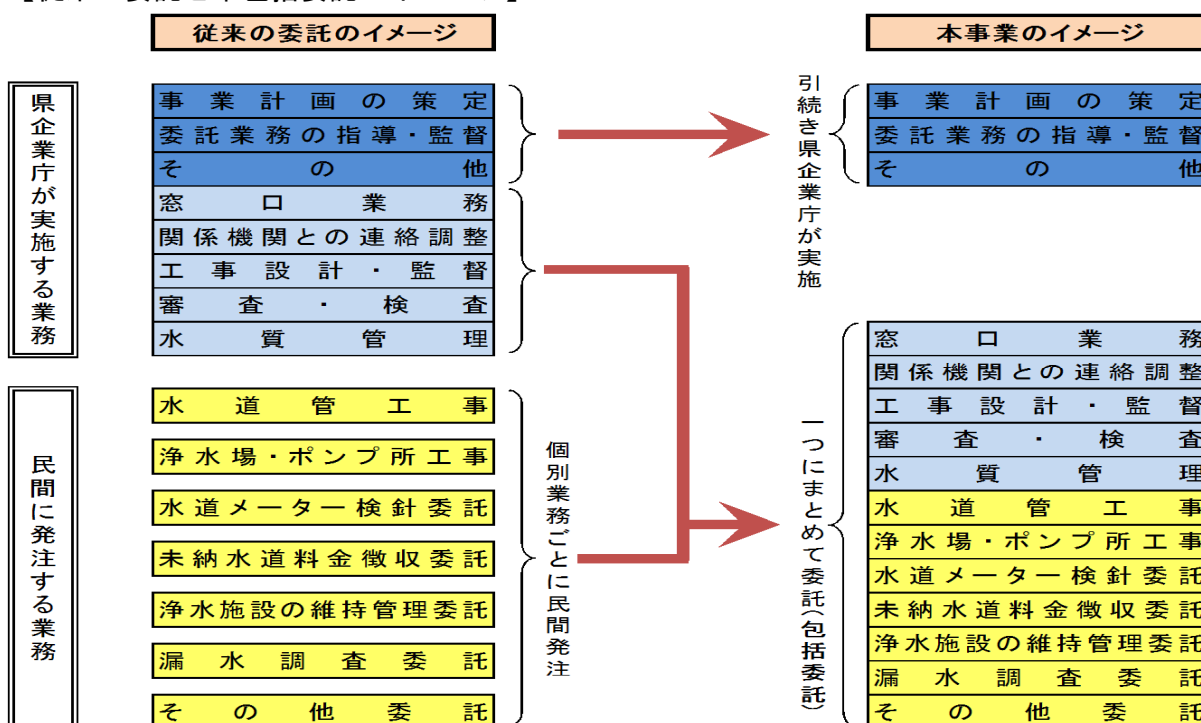 従来の委託のイメージ
本事業のイメージ
県企業庁が実施する業務
事業計画の策定
委託業務の指導・監督
その他
窓口業務
関係機関との連絡調整
工事設計・監督
審査・検査
水質管理
民間に発注する業務
水道管工事
浄水場・ポンプ所工事
水道メーター検針委託
未納水道料金徴収委託
浄水施設の維持管理委託
漏水調査委託
その他委託
個別業務ごとに民間発注
引続き県企業庁が実施
事業計画の策定
委託業務の指導・監督
その他
一つにまとめて委託(包括委託)
窓口業務
関係機関との連絡調整
工事設計・監督
審査・検査
水質管理
水道管工事
浄水場・ポンプ所工事
水道メーター検針委託
未納水道料金徴収委託
浄水施設の維持管理委託
漏水調査委託
その他委託